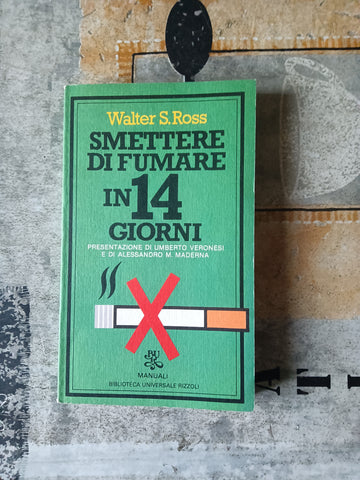 Walter S. Ross
SMETTERE
DI FUMARE
IN 14
GIORNI
PRESENTAZIONE DI UMBERTO VERONESI
E DI ALESSANDRO M. MADERNA
BUR
MANUALI
BIBLIOTECA UNIVERSALE RIZZOLI